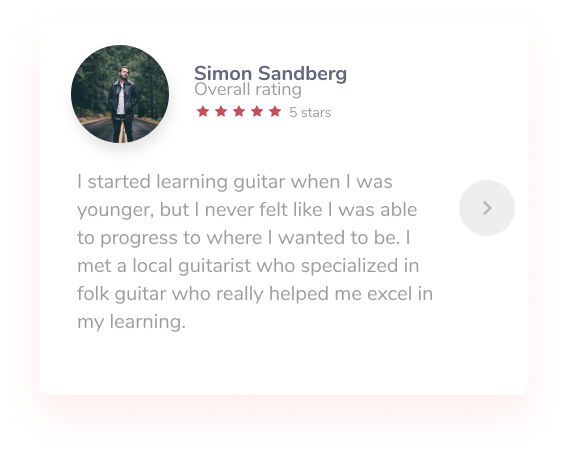 Simon Sandberg
Overall rating
5 stars
I started learning guitar when I was
younger, but I never felt like I was able
to progress to where I wanted to be. I
met a local guitarist who specialized in
folk guitar who really helped me excel in
my learning.